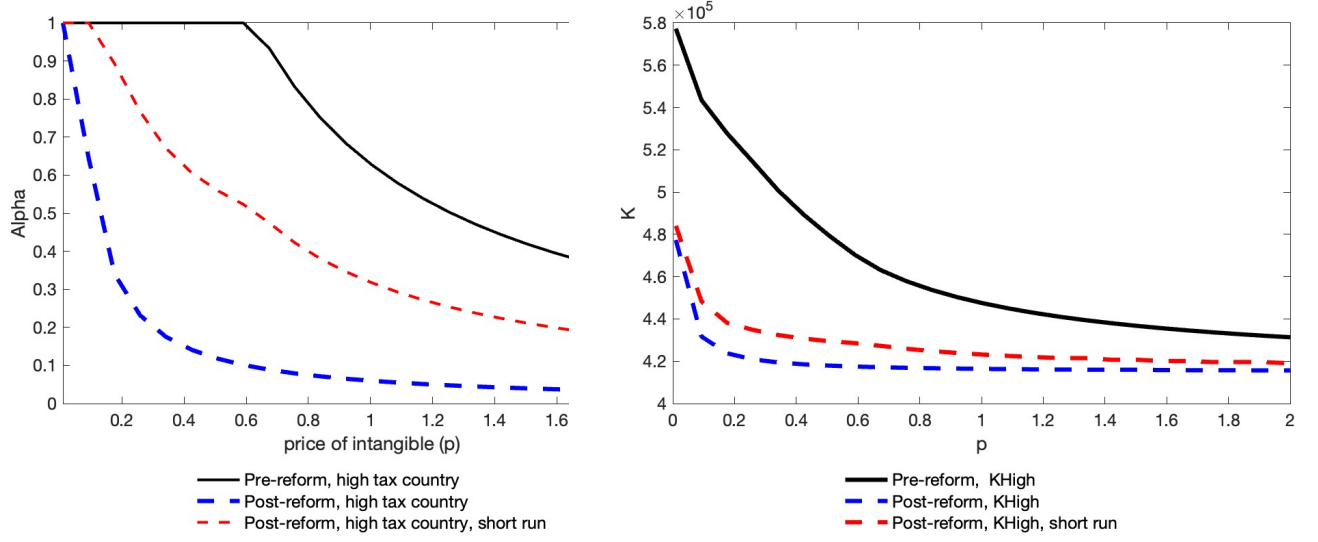 1
0.9
0.8
0.7
0.6
0.5
0.4
0.3
0.2
0.1
0
Alpha
0.2 0.4 0.6 0.8 1 1.2 1.4 1.6
price of intangible (p)
Pre-reform, high tax country
Post-reform, high tax country
Post-reform, high tax country, short run
×10⁵
5.8
5.6
5.4
5.2
5
4.8
4.6
4.4
4.2
4
K
0 0.2 0.4 0.6 0.8 1 1.2 1.4 1.6 1.8 2
p
Pre-reform, KHigh
Post-reform, KHigh
Post-reform, KHigh, short run